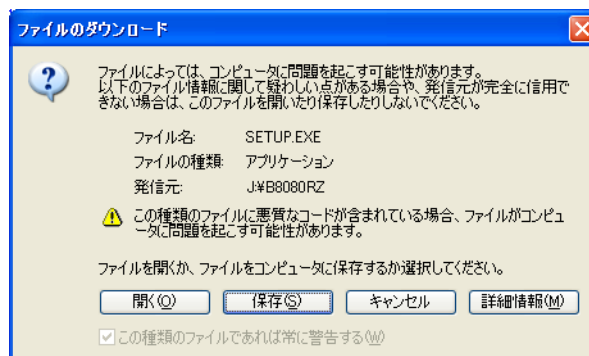 ファイルのダウンロード
ファイルによっては、コンピュータに問題を起こす可能性があります。
以下のファイル情報に関して疑わしい点がある場合や、発信元が完全に信用で
きない場合は、このファイルを開いたり保存したりしないでください。
ファイル名: SETUP.EXE
ファイルの種類: アプリケーション
発信元: J:¥B8080RZ
この種類のファイルに悪質なコードが含まれている場合、ファイルがコンピュ
ータに問題を起こす可能性があります。
ファイルを開くか、ファイルをコンピュータに保存するか選択してください。
開く(O) 保存(S) キャンセル 詳細情報(M)
この種類のファイルであれば常に警告する(W)